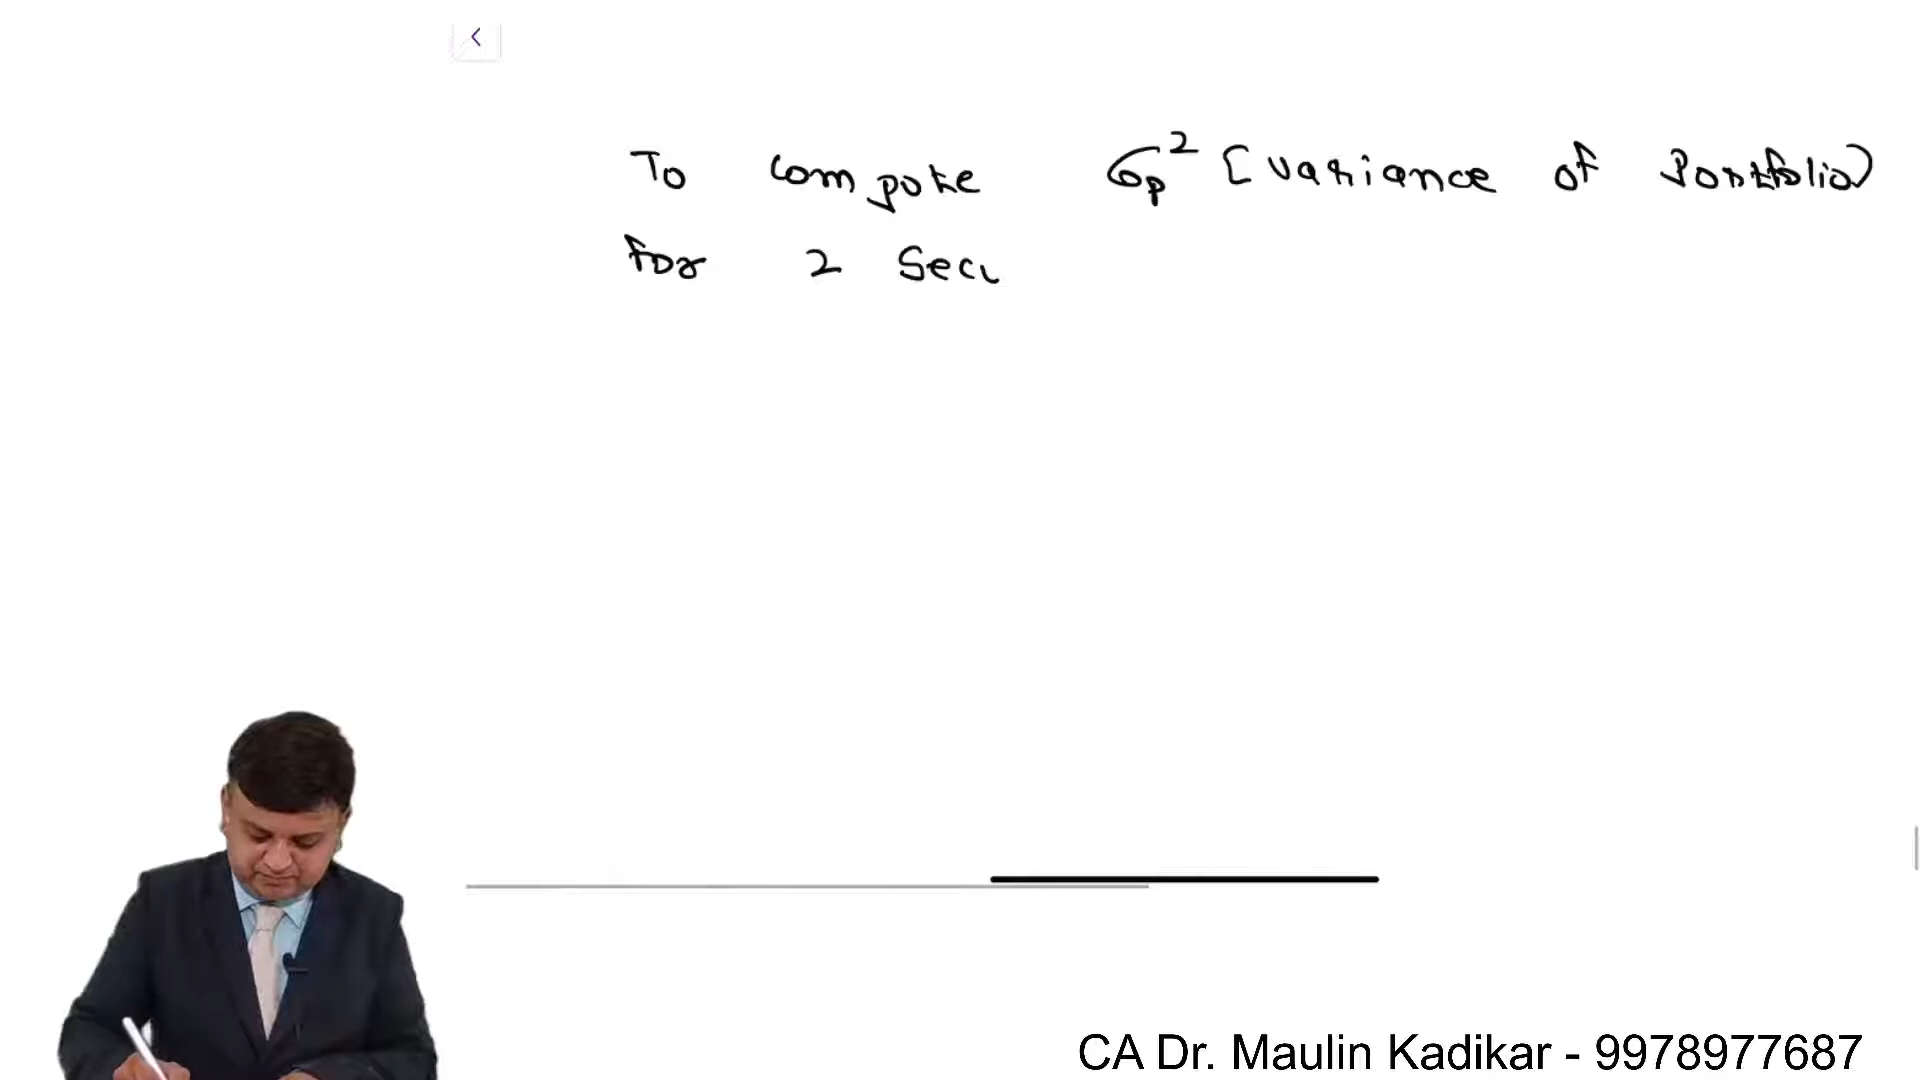 To compute σp² [variance of Portfolio)
for 2 Secu
CA Dr. Maulin Kadikar - 9978977687